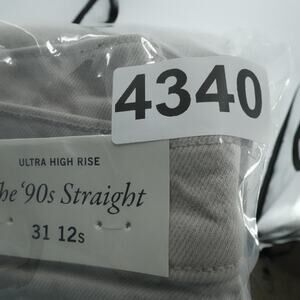 4340
ULTRA HIGH RISE
he '90s Straight
31 12s